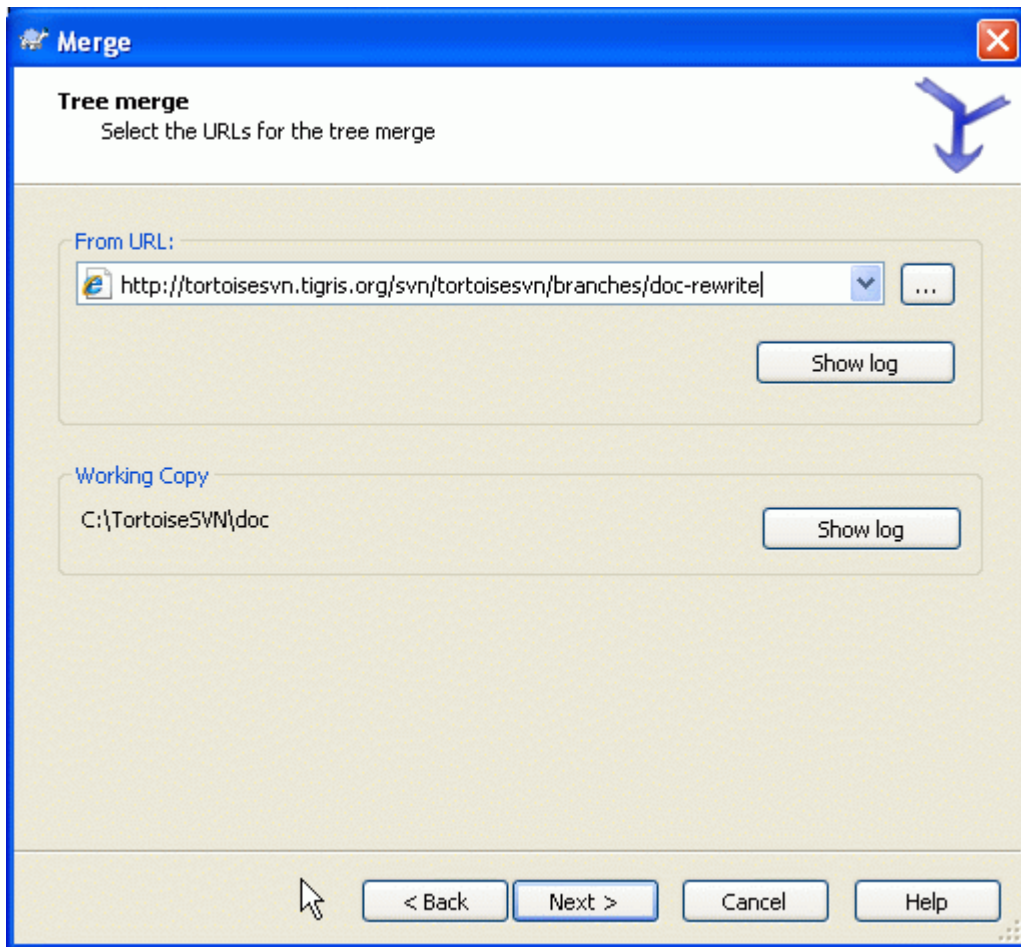 Merge
Tree merge
Select the URLs for the tree merge
From URL:
http://tortoisesvn.tigris.org/svn/tortoisesvn/branches/doc-rewrite
...
Show log
Working Copy
C:\TortoiseSVN\doc
Show log
< Back
Next >
Cancel
Help